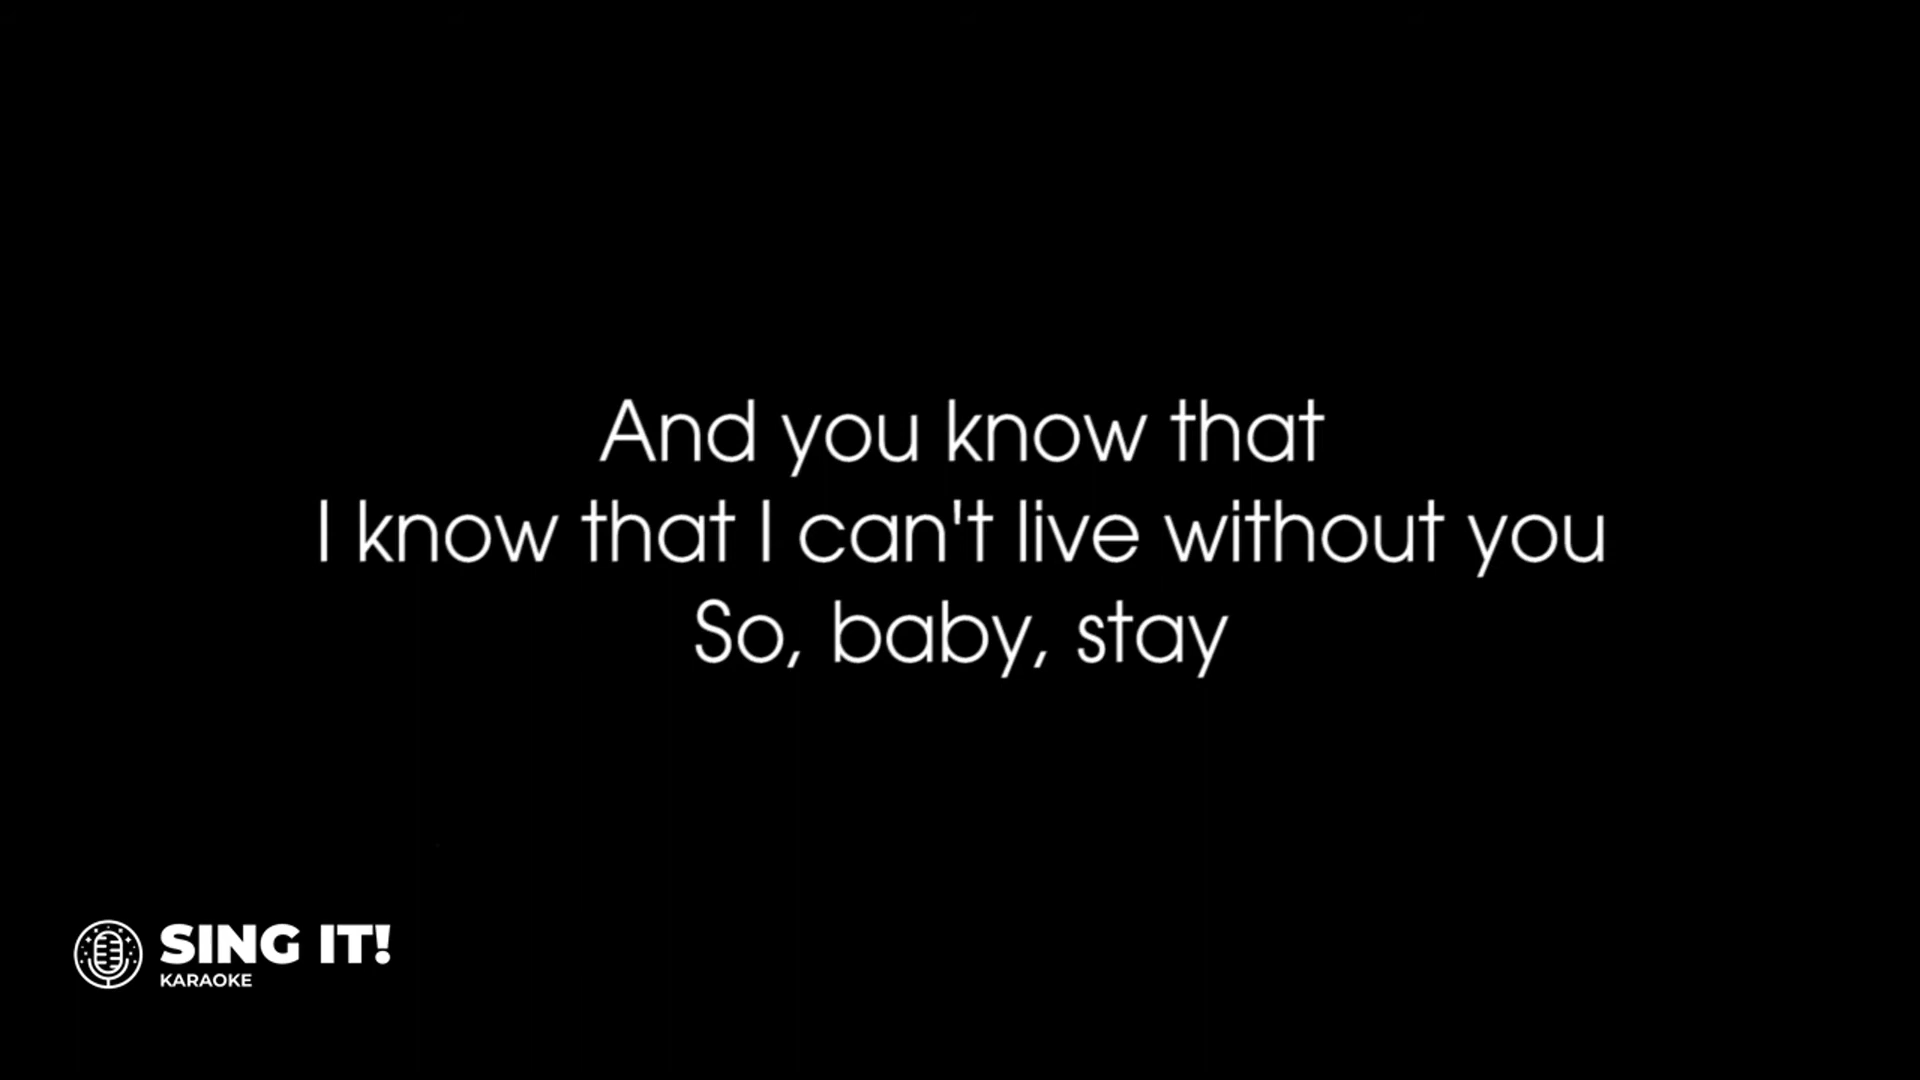 And you know that
I know that I can't live without you
So, baby, stay
SING IT!
KARAOKE